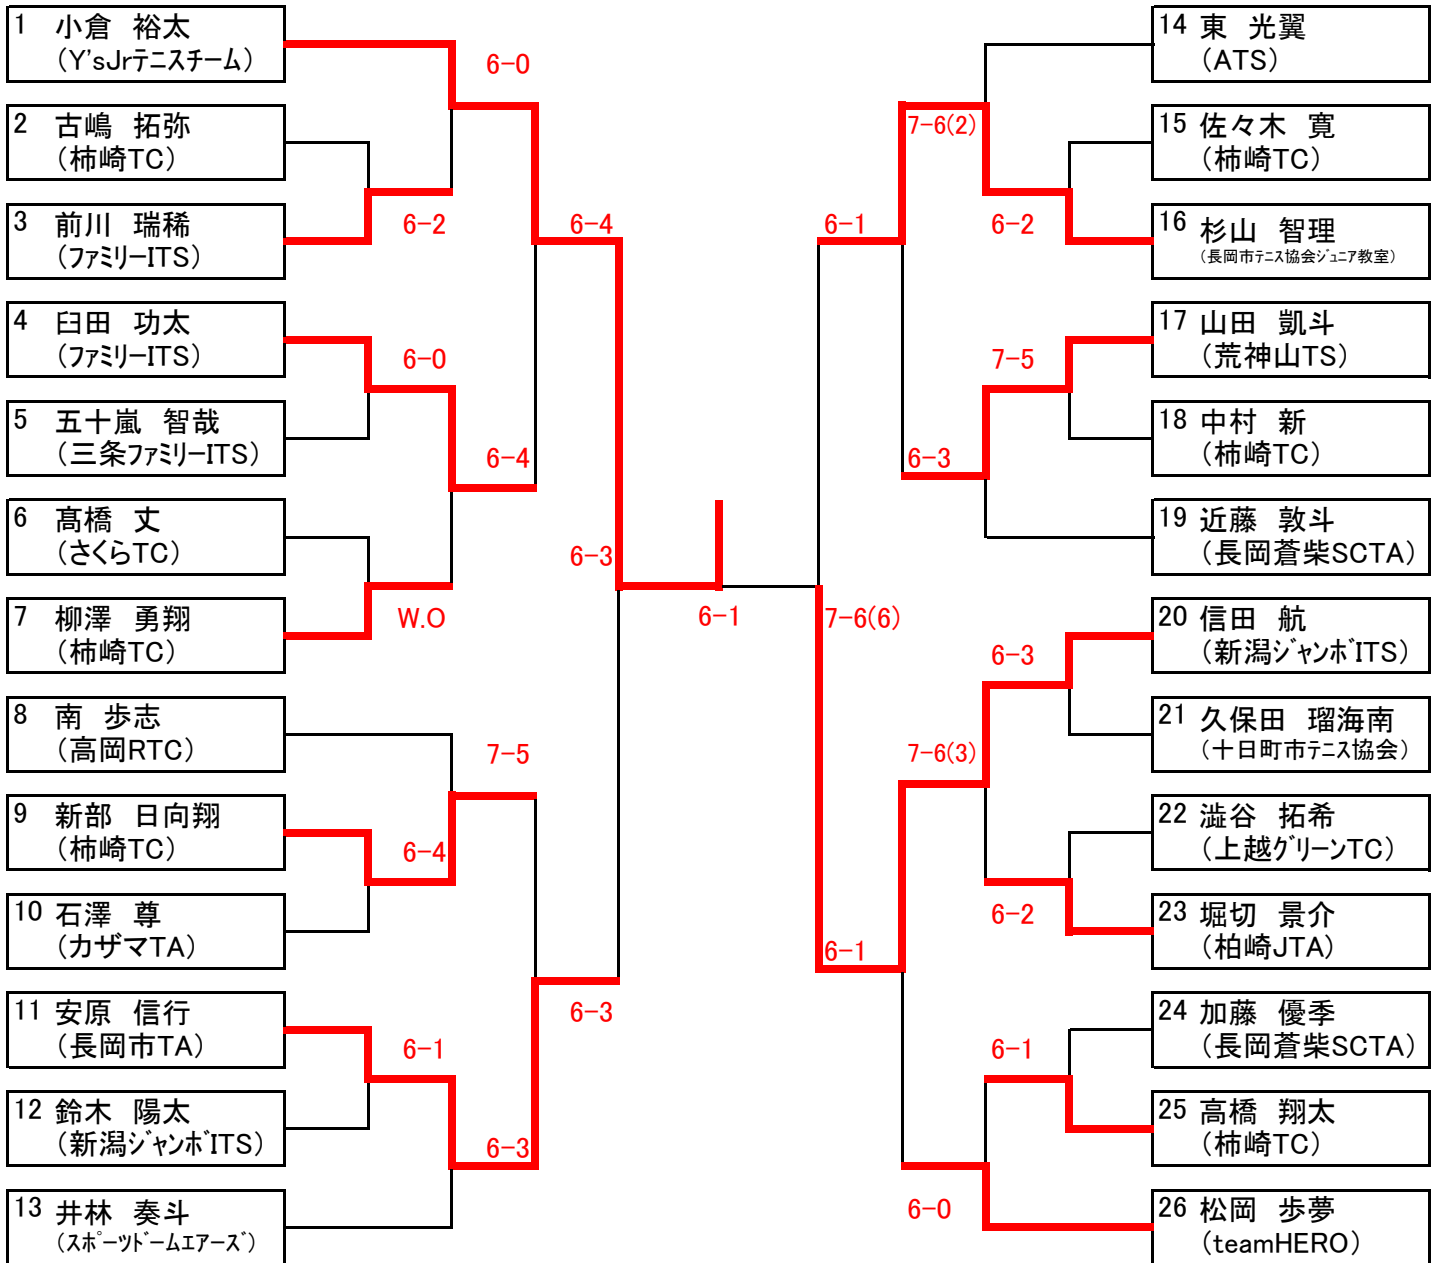 1 小倉 裕太
(Y'sJrテニスチーム)
2 古嶋 拓弥
(柿崎TC)
3 前川 瑞稀
(ファミリーITS)
4 臼田 功太
(ファミリーITS)
5 五十嵐 智哉
(三条ファミリーITS)
6 髙橋 丈
(さくらTC)
7 柳澤 勇翔
(柿崎TC)
8 南 歩志
(高岡RTC)
9 新部 日向翔
(柿崎TC)
10 石澤 尊
(カザマTA)
11 安原 信行
(長岡市TA)
12 鈴木 陽太
(新潟ジャンボITS)
13 井林 奏斗
(スポーツドームエアーズ)
6-0
6-2
6-0
W.O
6-4
6-1
6-4
6-4
7-5
6-3
6-3
6-3
6-1
7-6(6)
6-1
6-1
7-6(2)
6-3
7-6(3)
6-0
6-2
7-5
6-3
6-2
6-1
14 東 光翼
(ATS)
15 佐々木 寛
(柿崎TC)
16 杉山 智理
(長岡市テニス協会ジュニア教室)
17 山田 凱斗
(荒神山TS)
18 中村 新
(柿崎TC)
19 近藤 敦斗
(長岡蒼柴SCTA)
20 信田 航
(新潟ジャンボITS)
21 久保田 瑠海南
(十日町市テニス協会)
22 澁谷 拓希
(上越グリーンTC)
23 堀切 景介
(柏崎JTA)
24 加藤 優季
(長岡蒼柴SCTA)
25 高橋 翔太
(柿崎TC)
26 松岡 歩夢
(teamHERO)